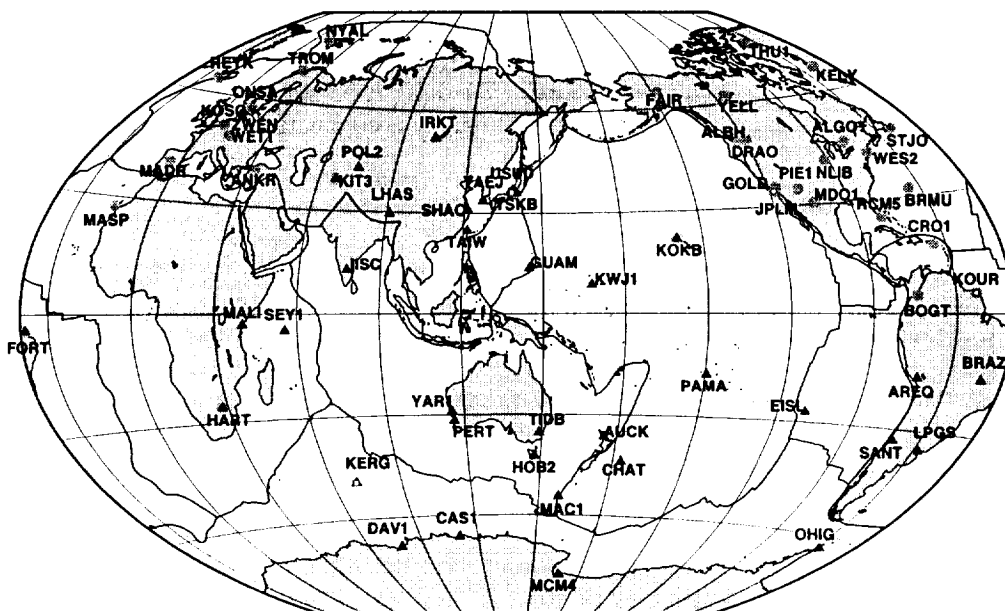 NYAL
THU1
TROM
REYK
KELY
ONSA
FAIR
YELL
KOSG
ZWEN
IRKT
ALBH
ALGO
STJO
WETT
DRAO
WES2
POL2
MADR
TAEJ
PIE1
NLIB
ANKR
KIT3
GOLD
LHAS
TSKB
MDO1
BRMU
MASP
SHAO
JPLM
RCM5
CRO1
TAIW
KOKB
IISC
GUAM
KWJ1
KOUR
MALI
SEY1
BOGT
FORT
BRAZ
PAMA
AREQ
YAR1
EISL
HART
PERT
TIDB
AUCK
LPGS
SANT
KERG
HOB2
CHAT
MAC1
CAS1
DAV1
OHIG
MCM4